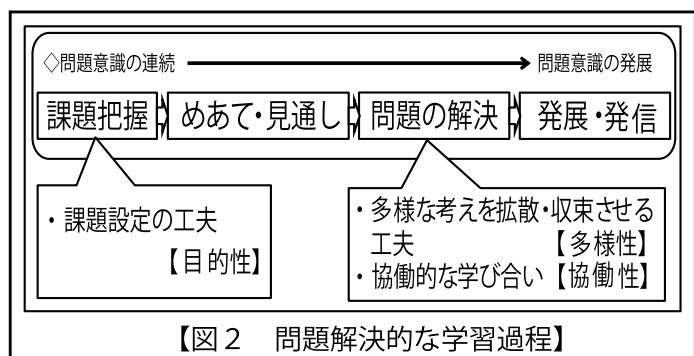 ◇問題意識の連続 問題意識の発展
課題把握 めあて・見通し 問題の解決 発展・発信
・課題設定の工夫
【目的性】
・多様な考えを拡散・収束させる
工夫 【多様性】
・協働的な学び合い【協働性】
【図２　問題解決的な学習過程】